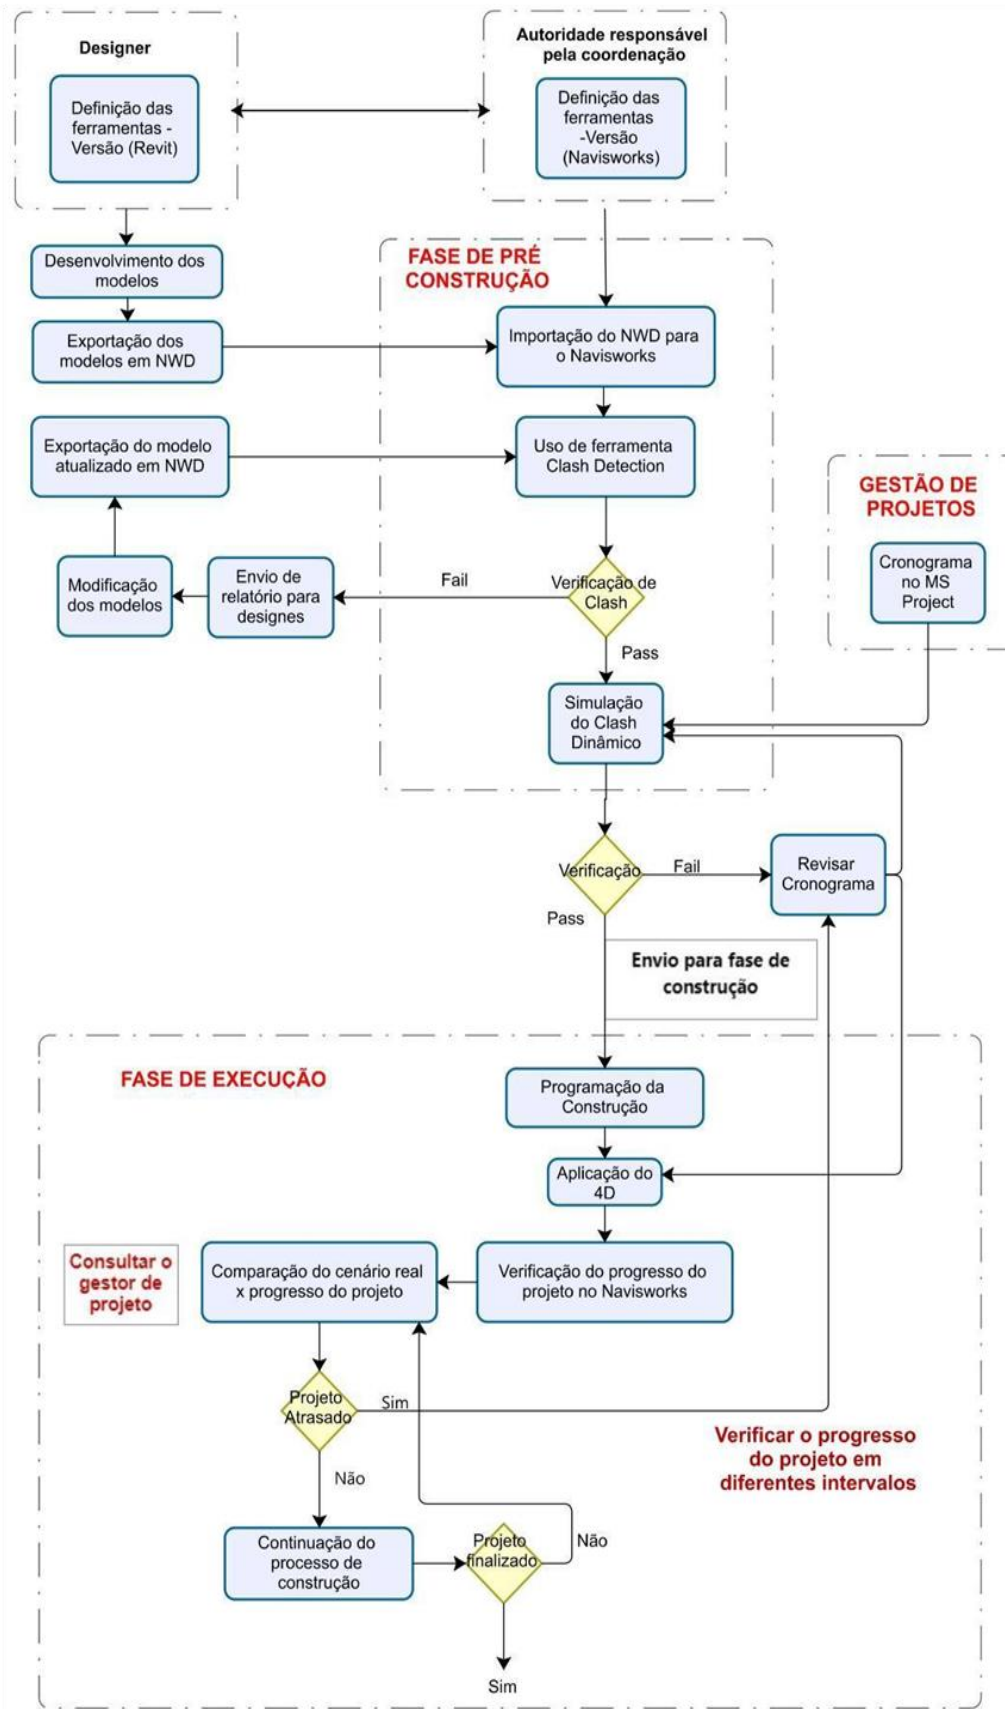 Designer
Autoridade responsável
pela coordenação
Definição das
ferramentas -
Versão (Revit)
Definição das
ferramentas
-Versão
(Navisworks)
Desenvolvimento dos
modelos
FASE DE PRÉ
CONSTRUÇÃO
Exportação dos
modelos em NWD
Importação do NWD para
o Navisworks
Exportação do modelo
atualizado em NWD
Uso de ferramenta
Clash Detection
GESTÃO DE
PROJETOS
Cronograma
no MS
Project
Modificação
dos modelos
Envio de
relatório para
designes
Fail
Verificação de
Clash
Pass
Simulação
do Clash
Dinâmico
Verificação
Fail
Revisar
Cronograma
Pass
Envio para fase de
construção
FASE DE EXECUÇÃO
Programação da
Construção
Aplicação do
4D
Consultar o
gestor de
projeto
Comparação do cenário real
x progresso do projeto
Verificação do progresso do
projeto no Navisworks
Projeto
Atrasado
Sim
Verificar o progresso
do projeto em
diferentes intervalos
Não
Continuação do
processo de
construção
Projeto
finalizado
Não
Sim